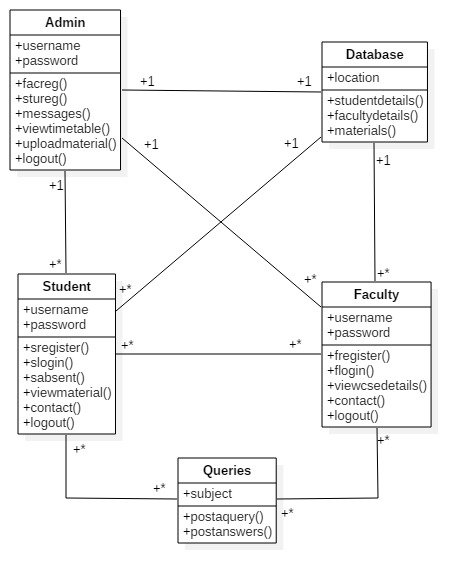 Admin
+username
+password
+facreg()
+stureg()
+messages()
+viewtimetable()
+uploadmaterial()
+logout()
Database
+location
+studentdetails()
+facultydetails()
+materials()
+1
+1
+1
+1
+1
+1
+*
+*
+*
+*
Student
+username
+password
+sregister()
+slogin()
+sabsent()
+viewmaterial()
+contact()
+logout()
Faculty
+username
+password
+fregister()
+flogin()
+viewcsedetails()
+contact()
+logout()
+*
+*
+*
+*
+*
+*
Queries
+subject
+postaquery()
+postanswers()